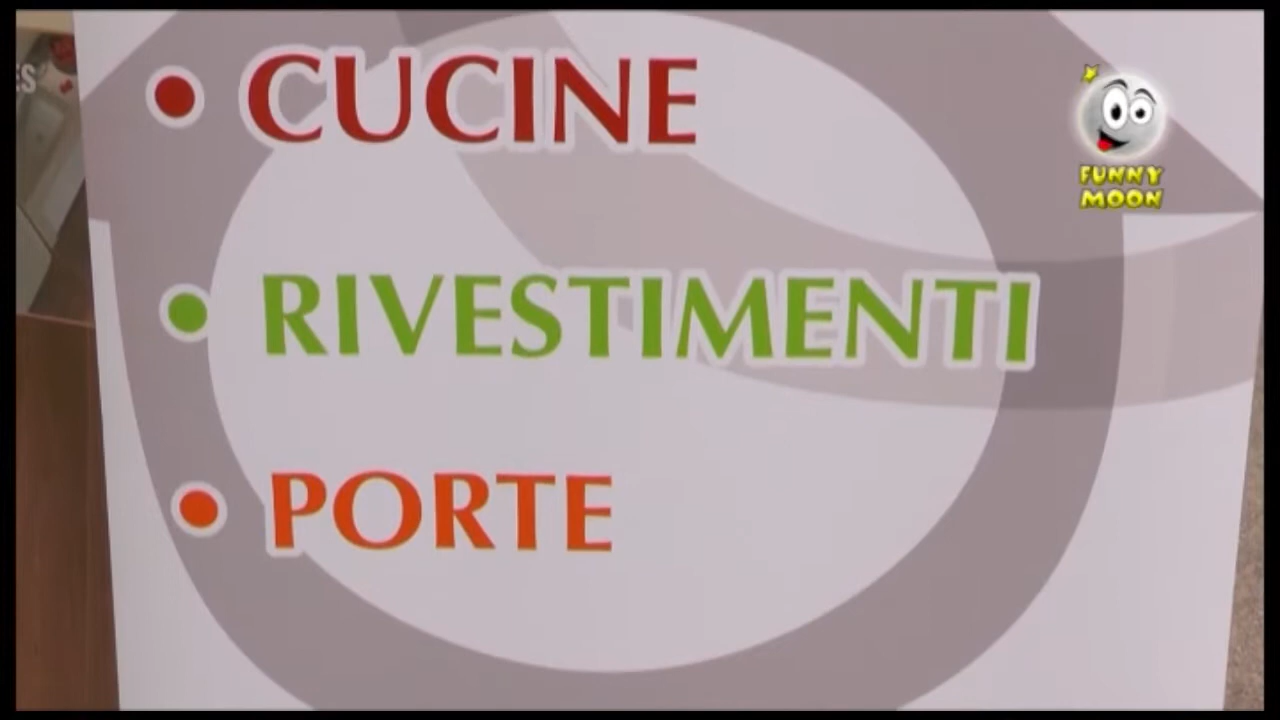 • CUCINE
• RIVESTIMENTI
• PORTE
FUNNY
MOON